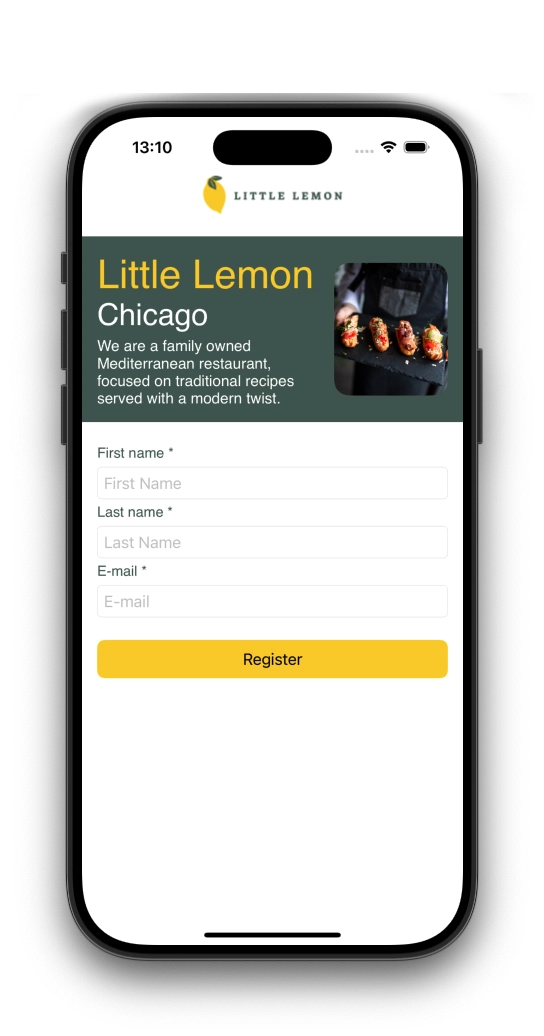 13:10
LITTLE LEMON
Little Lemon
Chicago
We are a family owned
Mediterranean restaurant,
focused on traditional recipes
served with a modern twist.
First name *
First Name
Last name *
Last Name
E-mail *
E-mail
Register